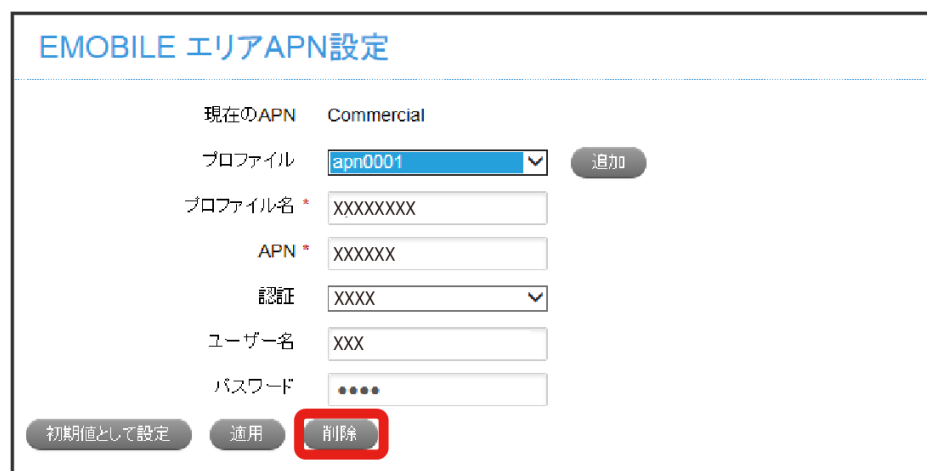 EMOBILE エリアAPN設定
現在のAPN Commercial
プロファイル apn0001 追加
プロファイル名 * XXXXXXXX
APN * XXXXXX
認証 XXXX
ユーザー名 XXX
パスワード ●●●●
初期値として設定 適用 削除